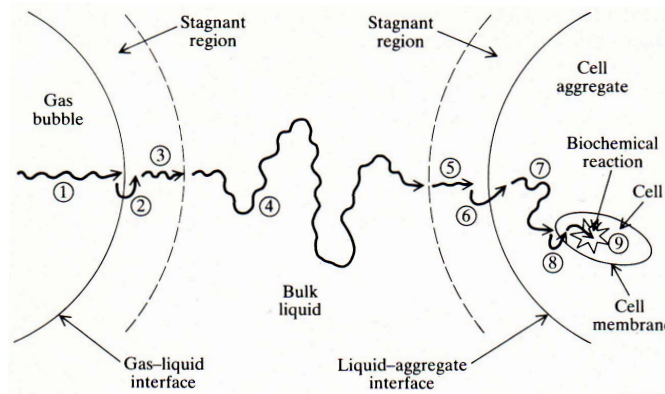 Stagnant
region
Stagnant
region
Cell
aggregate
Gas
bubble
Biochemical
reaction
Cell
①
②
③
④
⑤
⑥
⑦
⑧
⑨
Bulk
liquid
Cell
membran
Gas–liquid
interface
Liquid–aggregate
interface